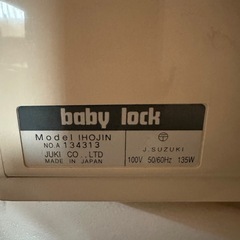 baby lock
Model IHOJIN
NO.A 134313
JUKI CO.,LTD
MADE IN JAPAN
J.SUZUKI
100V 50/60Hz 135W